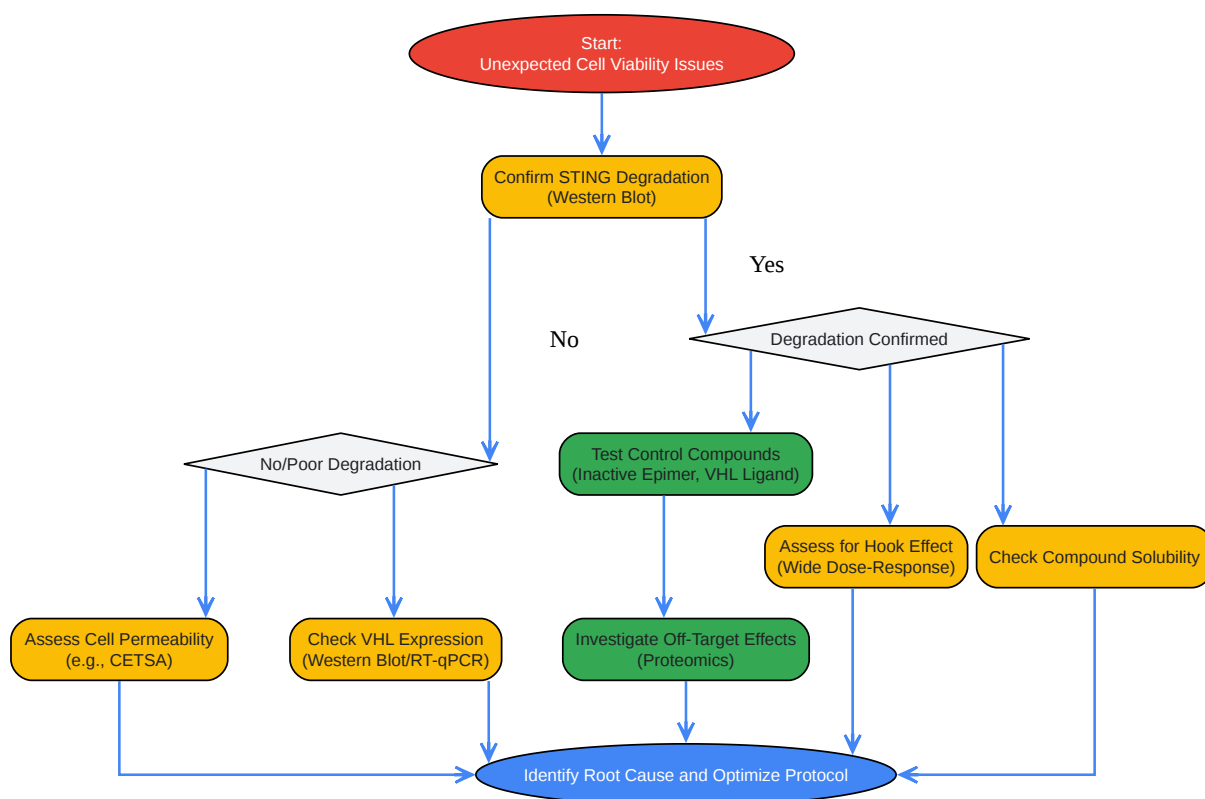 Start:
Unexpected Cell Viability Issues
Confirm STING Degradation
(Western Blot)
Yes
No
Degradation Confirmed
No/Poor Degradation
Test Control Compounds
(Inactive Epimer, VHL Ligand)
Assess for Hook Effect
(Wide Dose-Response)
Check Compound Solubility
Assess Cell Permeability
(e.g., CETSA)
Check VHL Expression
(Western Blot/RT-qPCR)
Investigate Off-Target Effects
(Proteomics)
Identify Root Cause and Optimize Protocol